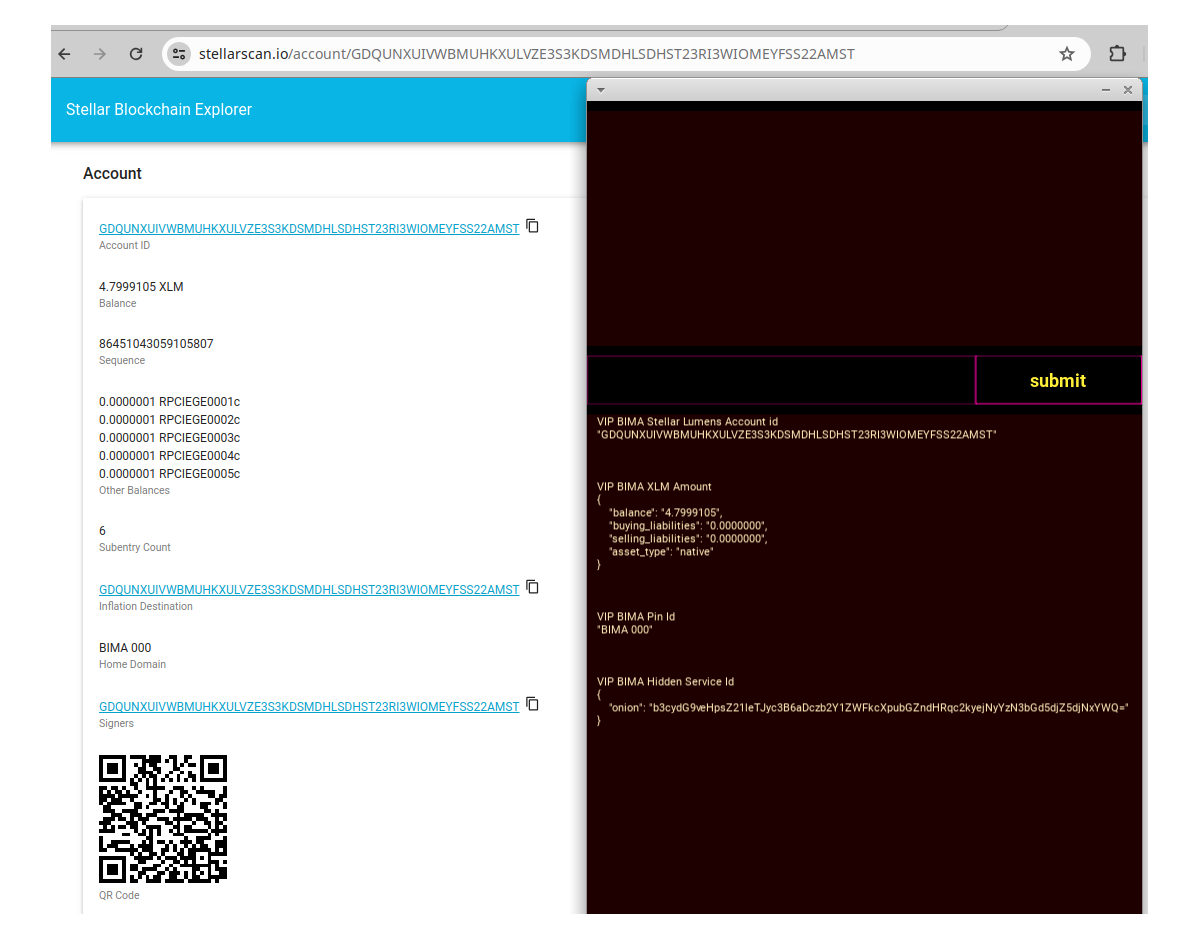 stellarscan.io/account/GDQUNXUIVWBMUHKXULVZE3S3KDSMDHLSDHST23RI3WIOMEYFSS22AMST
Stellar Blockchain Explorer
Account
GDQUNXUIVWBMUHKXULVZE3S3KDSMDHLSDHST23RI3WIOMEYFSS22AMST
Account ID
4.7999105 XLM
Balance
86451043059105807
Sequence
0.0000001 RPCIEGE0001c
0.0000001 RPCIEGE0002c
0.0000001 RPCIEGE0003c
0.0000001 RPCIEGE0004c
0.0000001 RPCIEGE0005c
Other Balances
6
Subentry Count
GDQUNXUIVWBMUHKXULVZE3S3KDSMDHLSDHST23RI3WIOMEYFSS22AMST
Inflation Destination
BIMA 000
Home Domain
GDQUNXUIVWBMUHKXULVZE3S3KDSMDHLSDHST23RI3WIOMEYFSS22AMST
Signers
QR Code
submit
VIP BIMA Stellar Lumens Account id
"GDQUNXUIVWBMUHKXULVZE3S3KDSMDHLSDHST23RI3WIOMEYFSS22AMST"
VIP BIMA XLM Amount
{
"balance": "4.7999105",
"buying_liabilities": "0.0000000",
"selling_liabilities": "0.0000000",
"asset_type": "native"
}
VIP BIMA Pin Id
"BIMA 000"
VIP BIMA Hidden Service Id
{
"onion": "b3cydG9veHpsZ21leTJyc3B6aDczb2Y1ZWFkcXpubGZndHRqc2kyejNyYzN3bGd5djZ5djNxYWQ="
}